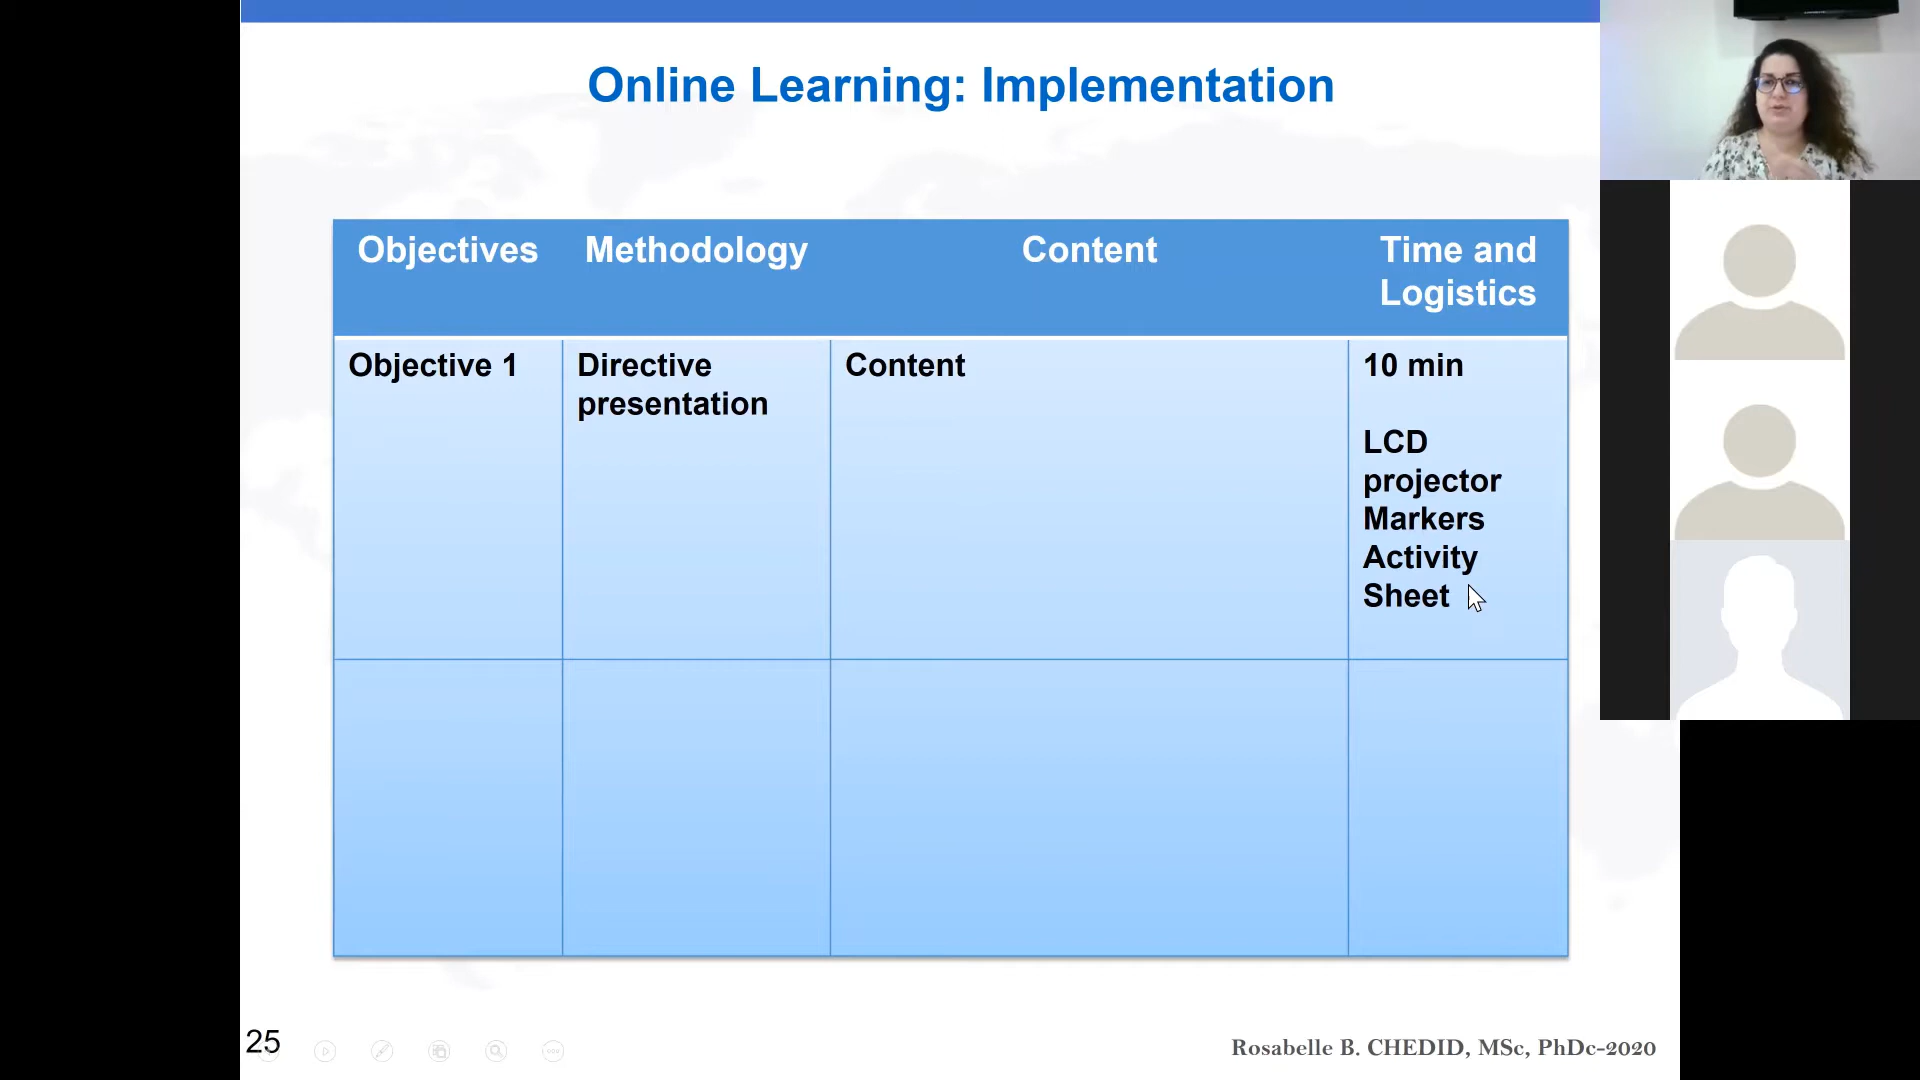 Online Learning: Implementation
Objectives
Methodology
Content
Time and
Logistics
Objective 1
Directive
presentation
Content
10 min
LCD
projector
Markers
Activity
Sheet
25
Rosabelle B. CHEDID, MSc, PhDc-2020